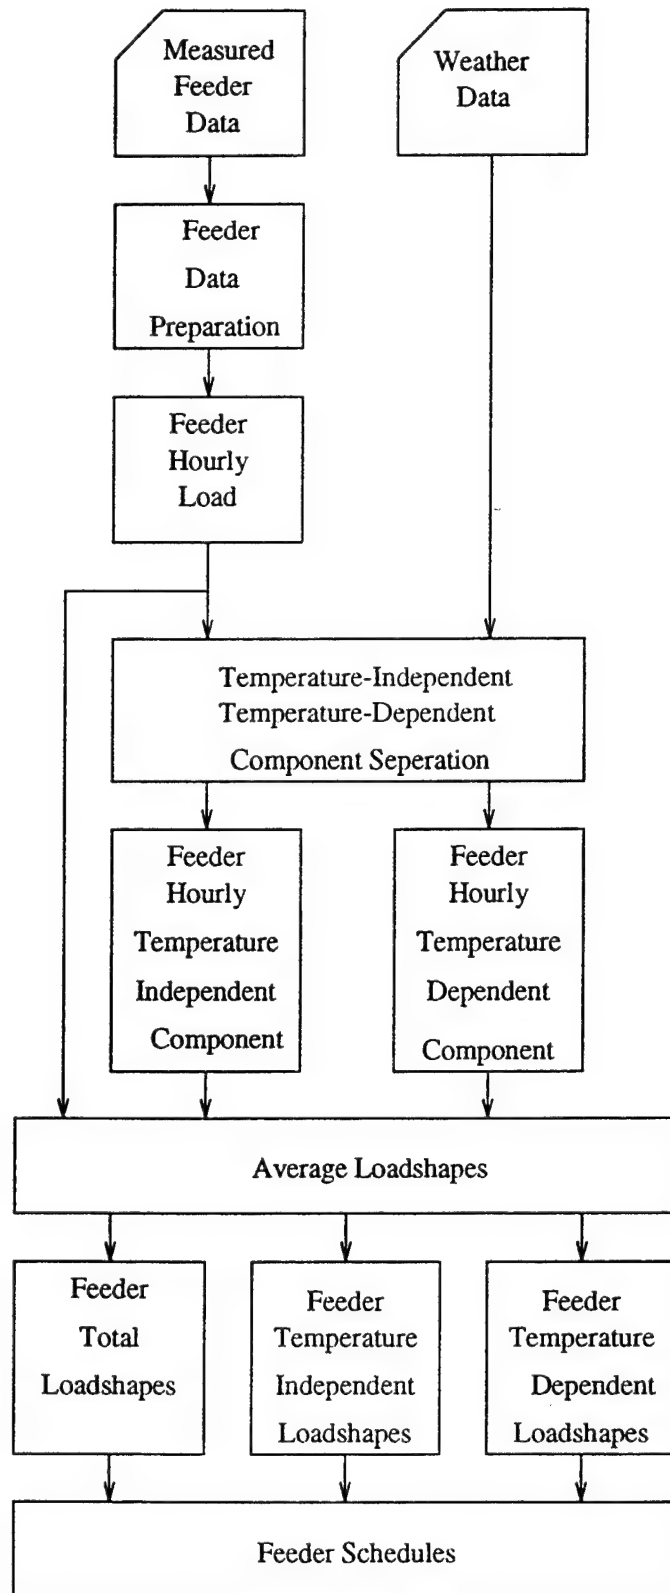 Measured
Feeder
Data
Weather
Data
Feeder
Data
Preparation
Feeder
Hourly
Load
Temperature-Independent
Temperature-Dependent
Component Seperation
Feeder
Hourly
Temperature
Independent
Component
Feeder
Hourly
Temperature
Dependent
Component
Average Loadshapes
Feeder
Total
Loadshapes
Feeder
Temperature
Independent
Loadshapes
Feeder
Temperature
Dependent
Loadshapes
Feeder Schedules